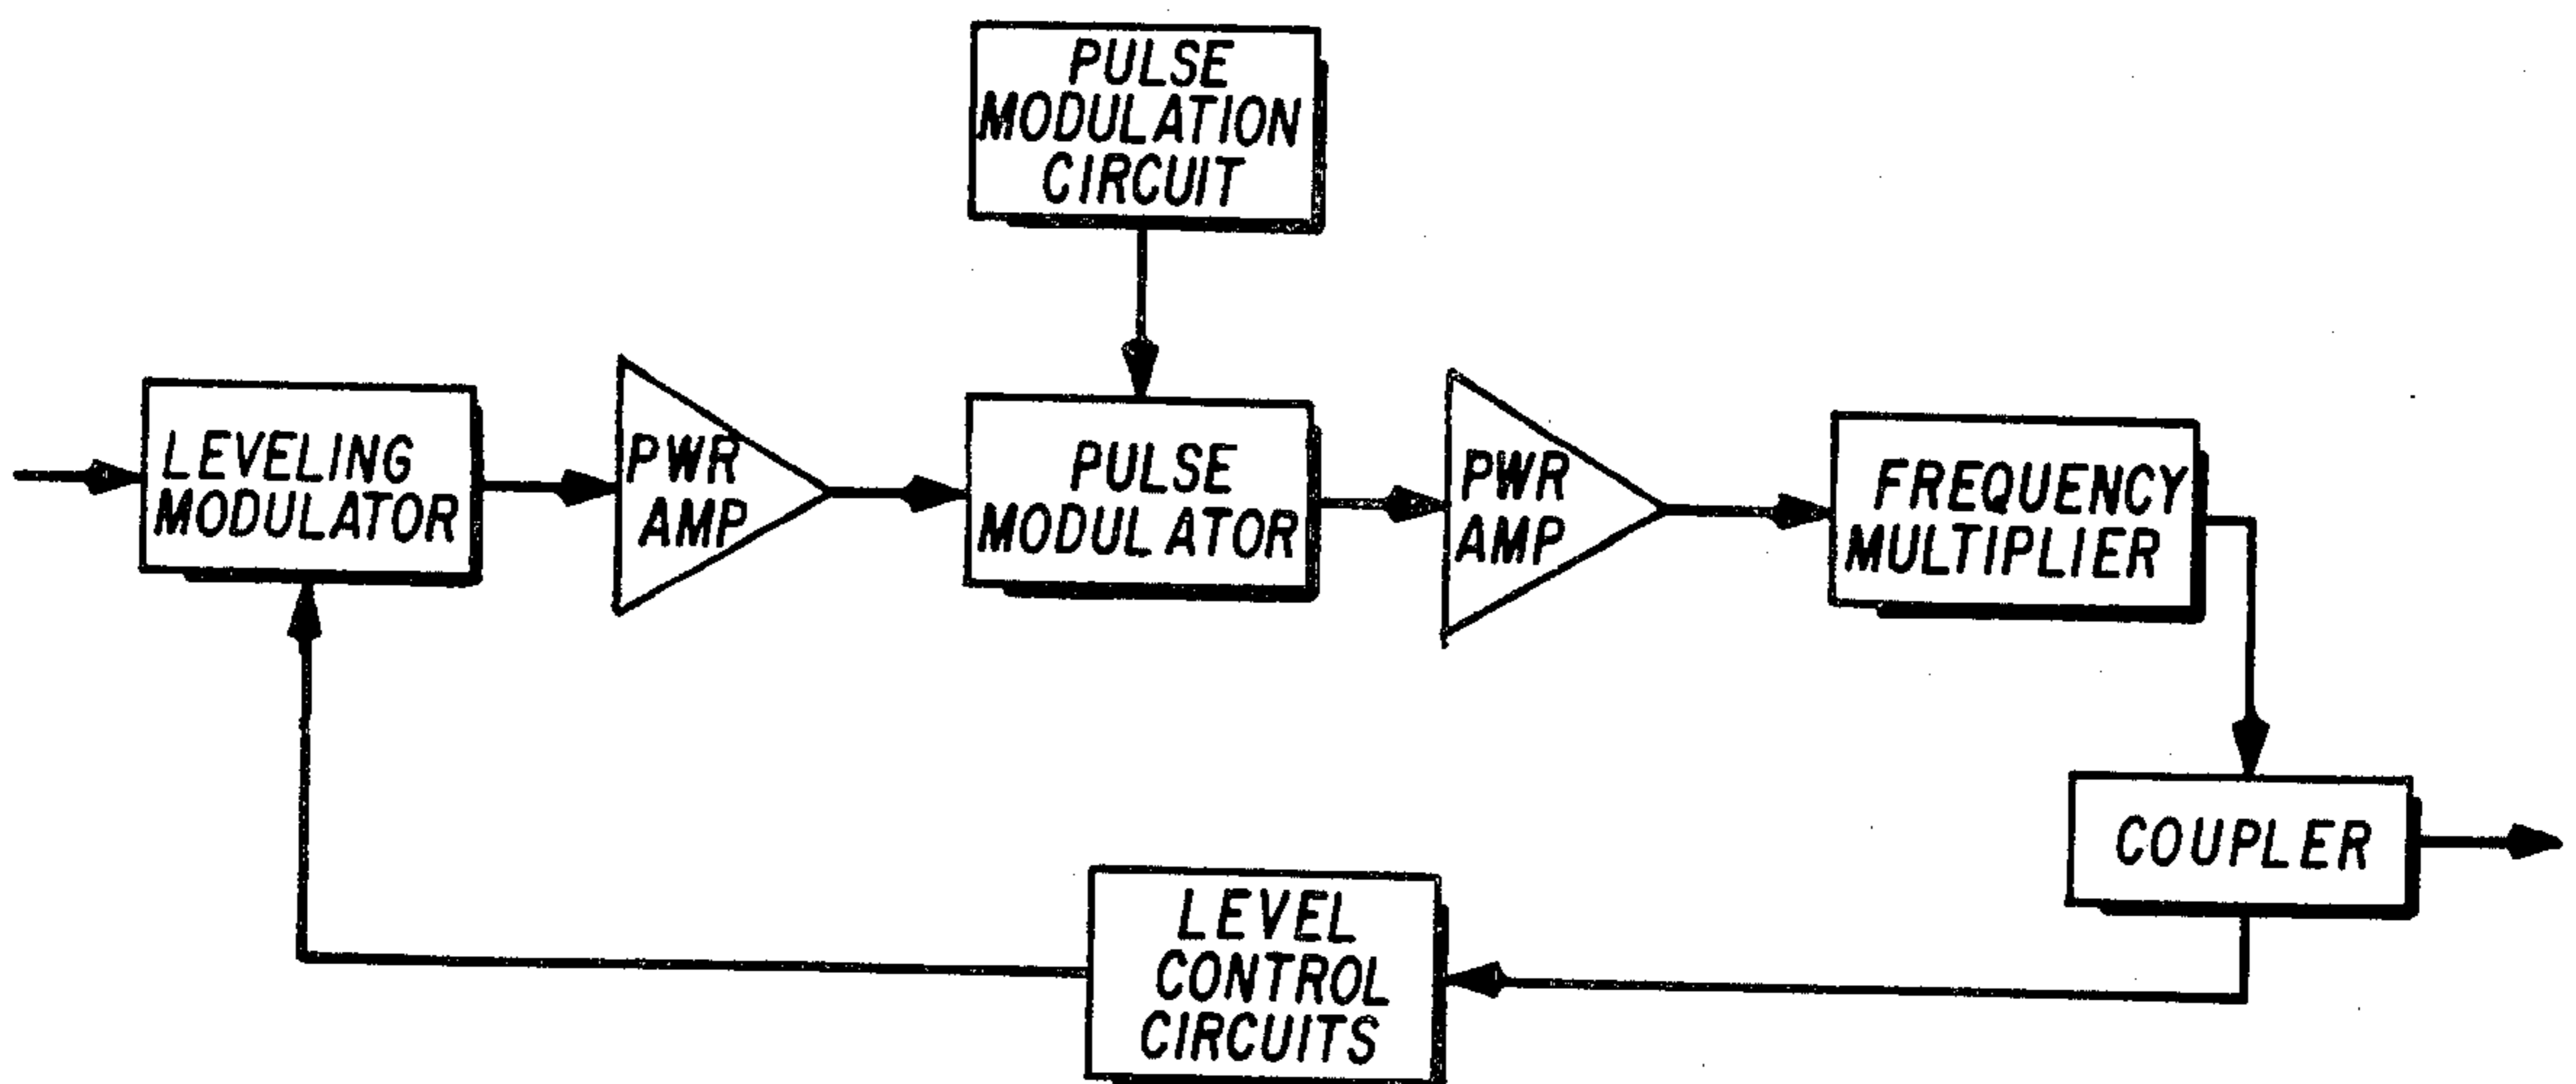 PULSE
MODULATION
CIRCUIT
LEVELING
MODULATOR
PWR
AMP
PULSE
MODULATOR
PWR
AMP
FREQUENCY
MULTIPLIER
COUPLER
LEVEL
CONTROL
CIRCUITS